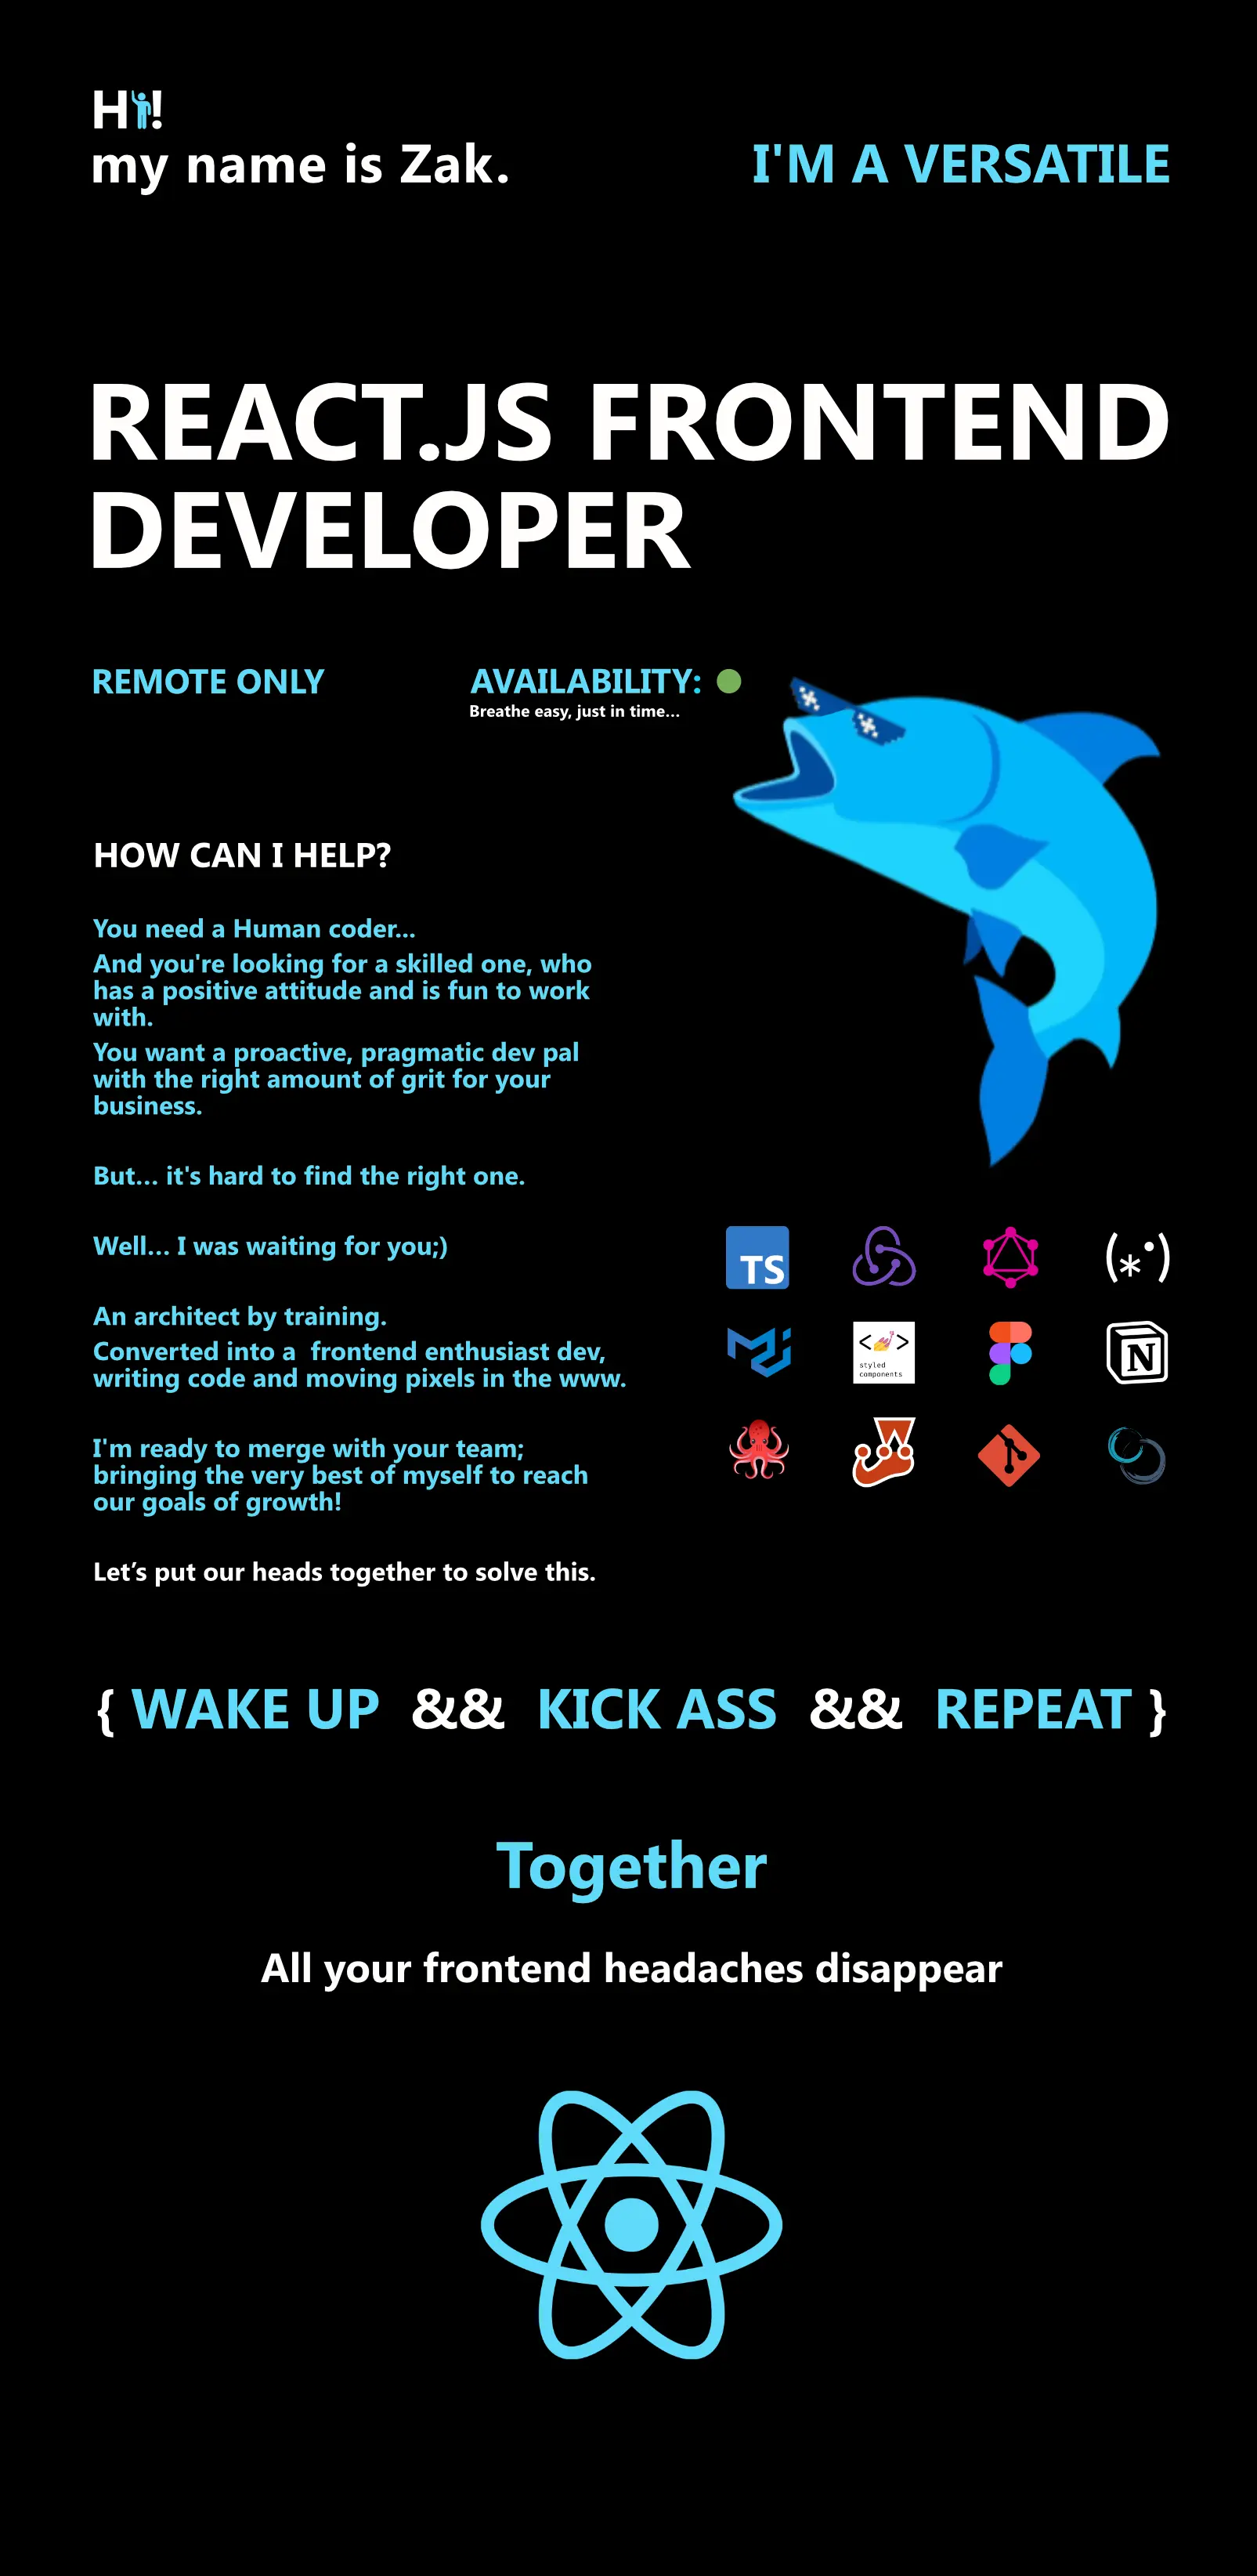 Hi!
my name is Zak.
I'M A VERSATILE
REACT.JS FRONTEND
DEVELOPER
REMOTE ONLY
AVAILABILITY:
Breathe easy, just in time...
HOW CAN I HELP?
You need a Human coder...
And you're looking for a skilled one, who
has a positive attitude and is fun to work
with.
You want a proactive, pragmatic dev pal
with the right amount of grit for your
business.
But... it's hard to find the right one.
Well... I was waiting for you;)
An architect by training.
Converted into a  frontend enthusiast dev,
writing code and moving pixels in the www.
I'm ready to merge with your team;
bringing the very best of myself to reach
our goals of growth!
Let’s put our heads together to solve this.
TS
(*·)
< >
styled
components
N
{ WAKE UP && KICK ASS && REPEAT }
Together
All your frontend headaches disappear